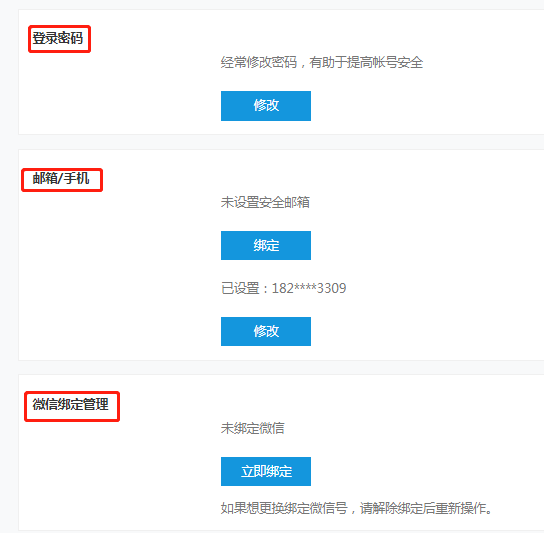 登录密码
经常修改密码，有助于提高帐号安全
修改
邮箱/手机
未设置安全邮箱
绑定
已设置：182****3309
修改
微信绑定管理
未绑定微信
立即绑定
如果想更换绑定微信号，请解除绑定后重新操作。